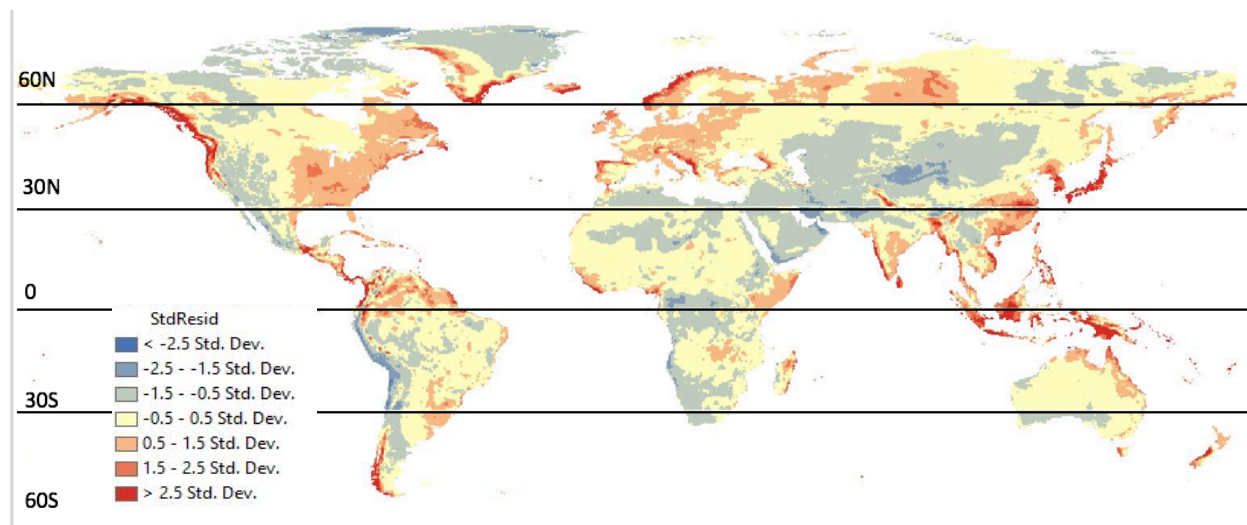 60N
30N
0
30S
60S
StdResid
< -2.5 Std. Dev.
-2.5 - -1.5 Std. Dev.
-1.5 - -0.5 Std. Dev.
-0.5 - 0.5 Std. Dev.
0.5 - 1.5 Std. Dev.
1.5 - 2.5 Std. Dev.
> 2.5 Std. Dev.